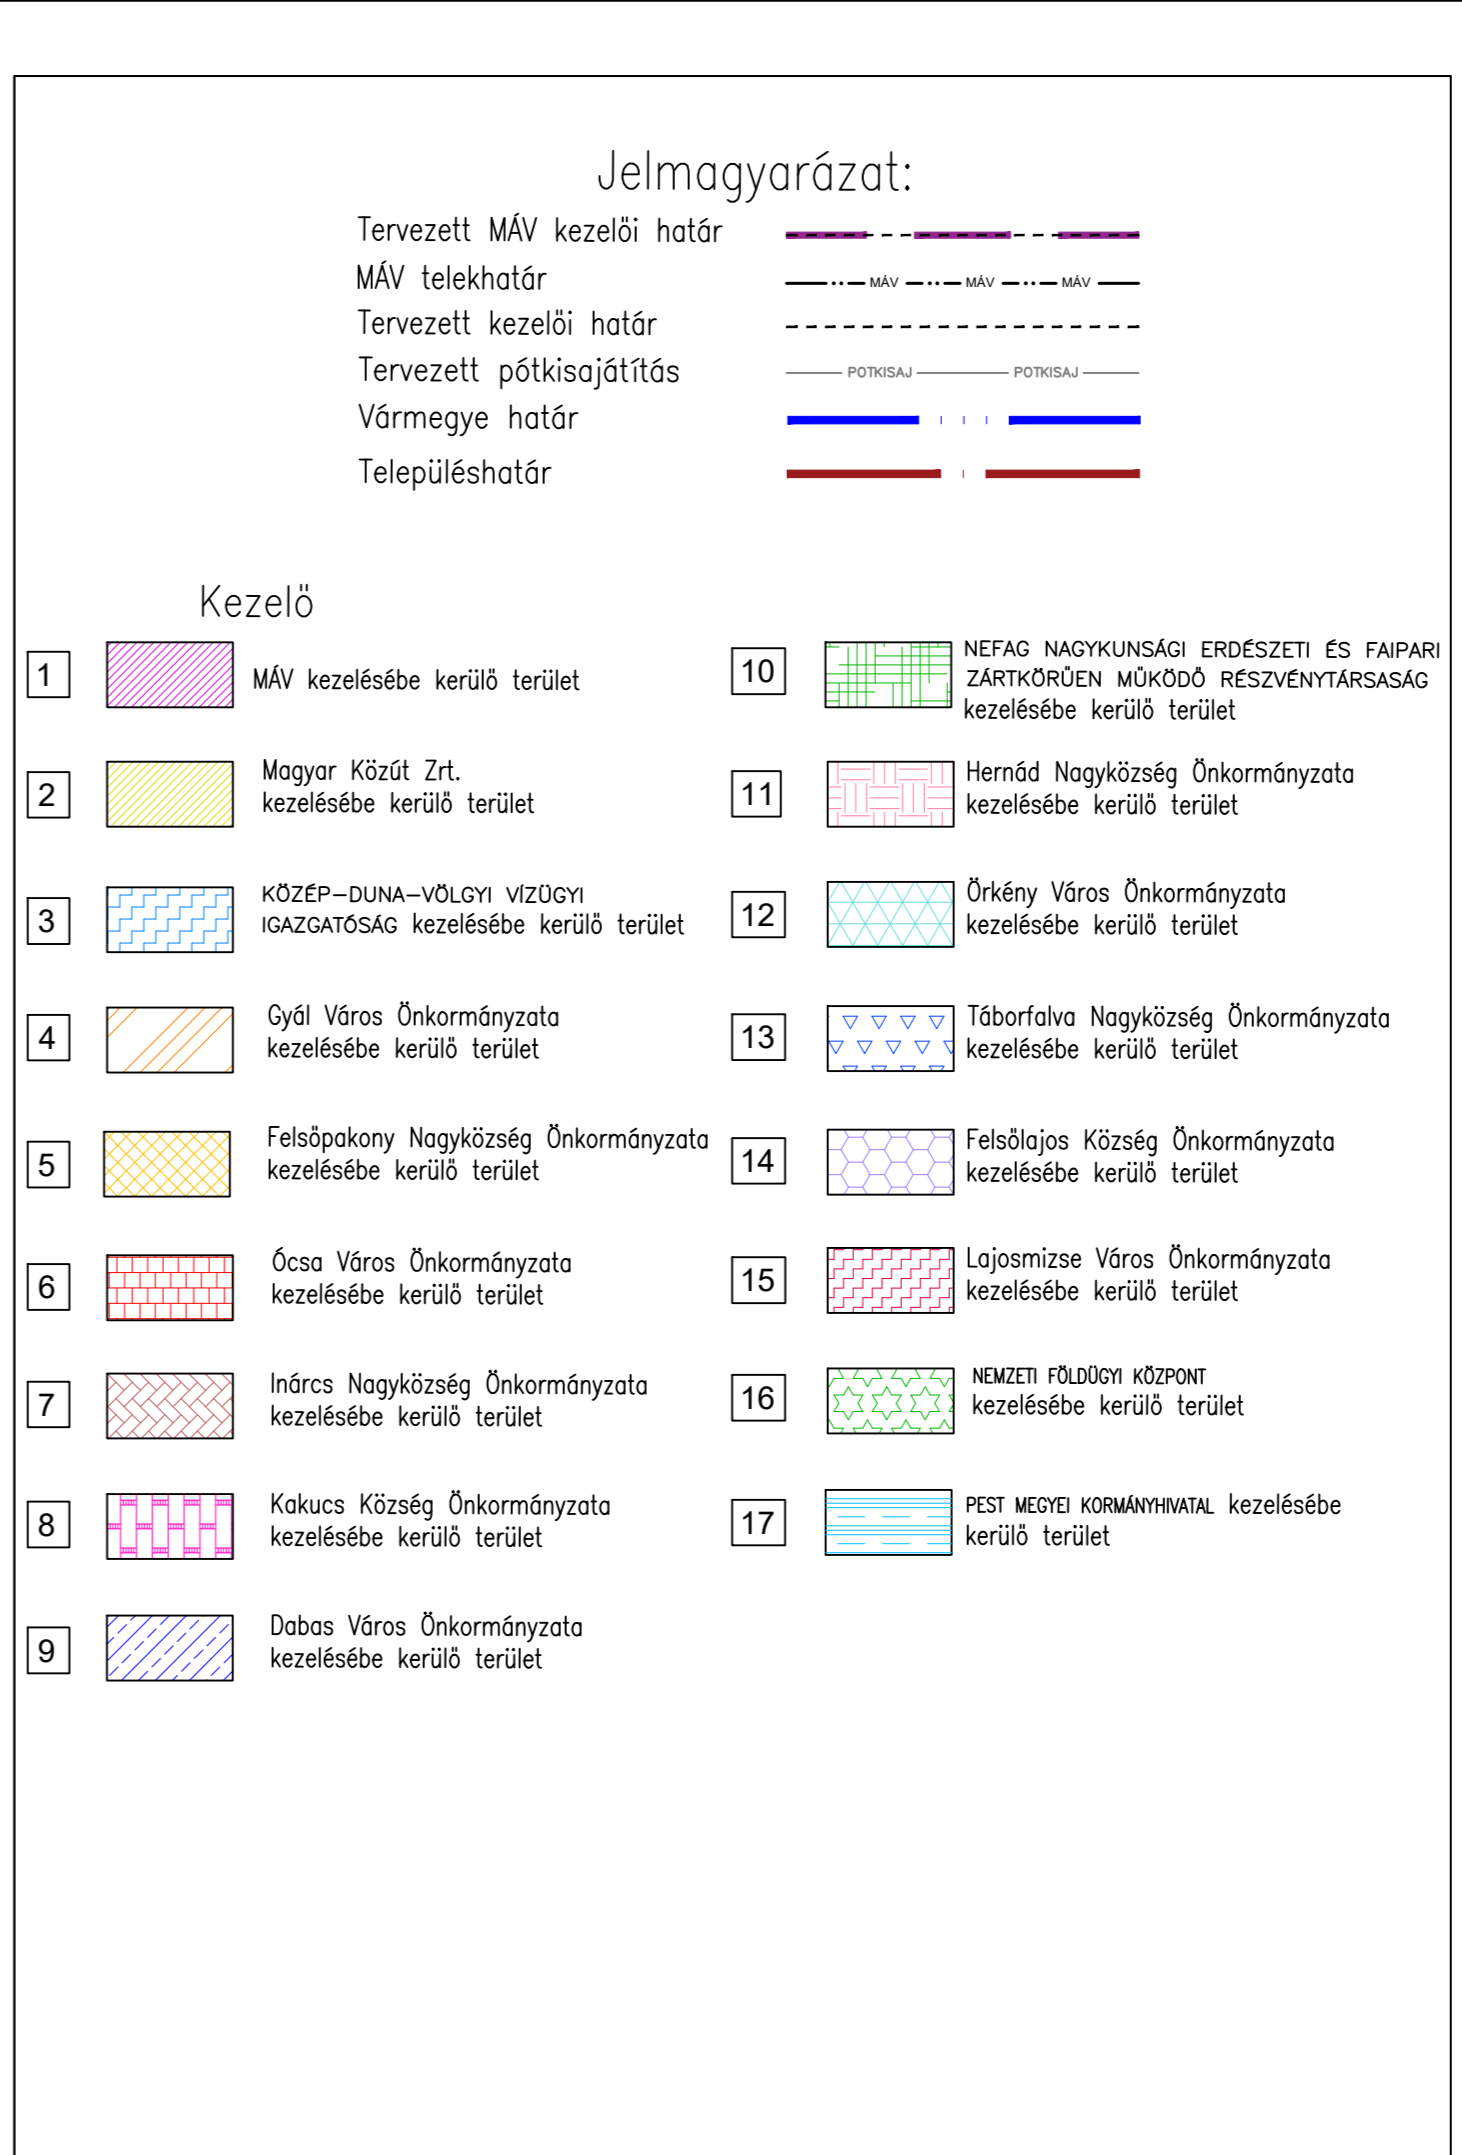 Jelmagyarázat:
Tervezett MÁV kezelői határ
MÁV telekhatár
MÁV MÁV MÁV
Tervezett kezelői határ
Tervezett pótkisajátítás
POTKISAJ POTKISAJ
Vármegye határ
Településhatár
Kezelő
1
MÁV kezelésébe kerülő terület
2
Magyar Közút Zrt.
kezelésébe kerülő terület
3
KÖZÉP-DUNA-VÖLGYI VÍZÜGYI
IGAZGATÓSÁG kezelésébe kerülő terület
4
Gyál Város Önkormányzata
kezelésébe kerülő terület
5
Felsőpakony Nagyközség Önkormányzata
kezelésébe kerülő terület
6
Ócsa Város Önkormányzata
kezelésébe kerülő terület
7
Inárcs Nagyközség Önkormányzata
kezelésébe kerülő terület
8
Kakucs Község Önkormányzata
kezelésébe kerülő terület
9
Dabas Város Önkormányzata
kezelésébe kerülő terület
10
NEFAG NAGYKUNSÁGI ERDÉSZETI ÉS FAIPARI
ZÁRTKÖRŰEN MŰKÖDŐ RÉSZVÉNYTÁRSASÁG
kezelésébe kerülő terület
11
Hernád Nagyközség Önkormányzata
kezelésébe kerülő terület
12
Örkény Város Önkormányzata
kezelésébe kerülő terület
13
Táborfalva Nagyközség Önkormányzata
kezelésébe kerülő terület
14
Felsőlajos Község Önkormányzata
kezelésébe kerülő terület
15
Lajosmizse Város Önkormányzata
kezelésébe kerülő terület
16
NEMZETI FÖLDÜGYI KÖZPONT
kezelésébe kerülő terület
17
PEST MEGYEI KORMÁNYHIVATAL kezelésébe
kerülő terület